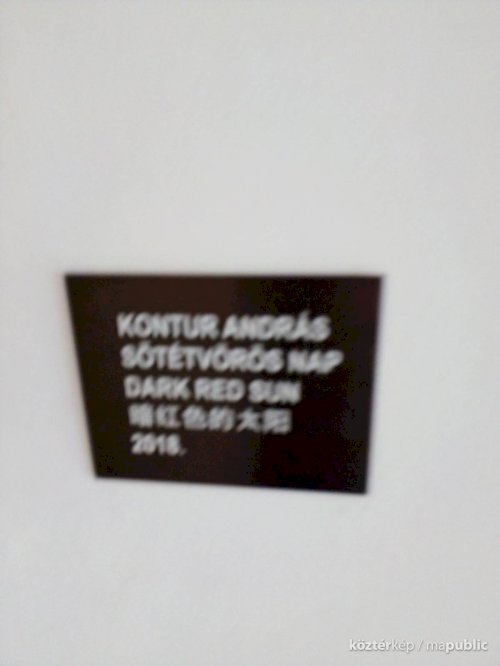 KONTUR ANDRÁS
SÖTÉTVÖRÖS NAP
DARK RED SUN
暗红色的太阳
2018.
köztérkép / mapublic